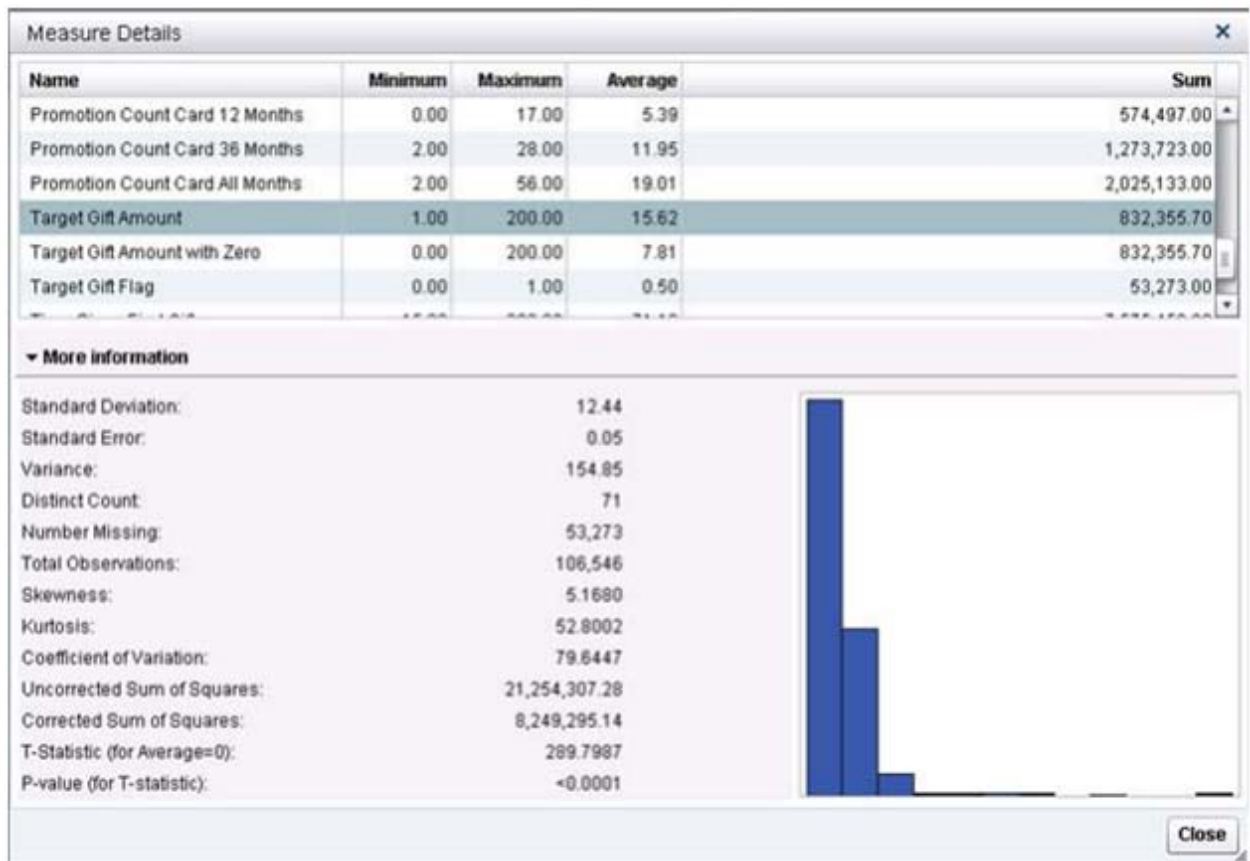 Measure Details
Name Minimum Maximum Average Sum
Promotion Count Card 12 Months 0.00 17.00 5.39 574,497.00
Promotion Count Card 36 Months 2.00 28.00 11.95 1,273,723.00
Promotion Count Card All Months 2.00 56.00 19.01 2,025,133.00
Target Gift Amount 1.00 200.00 15.62 832,355.70
Target Gift Amount with Zero 0.00 200.00 7.81 832,355.70
Target Gift Flag 0.00 1.00 0.50 53,273.00
More information
Standard Deviation: 12.44
Standard Error: 0.05
Variance: 154.85
Distinct Count: 71
Number Missing: 53,273
Total Observations: 106,546
Skewness: 5.1680
Kurtosis: 52.8002
Coefficient of Variation: 79.6447
Uncorrected Sum of Squares: 21,254,307.28
Corrected Sum of Squares: 8,249,295.14
T-Statistic (for Average=0): 289.7987
P-value (for T-statistic): <0.0001
Close